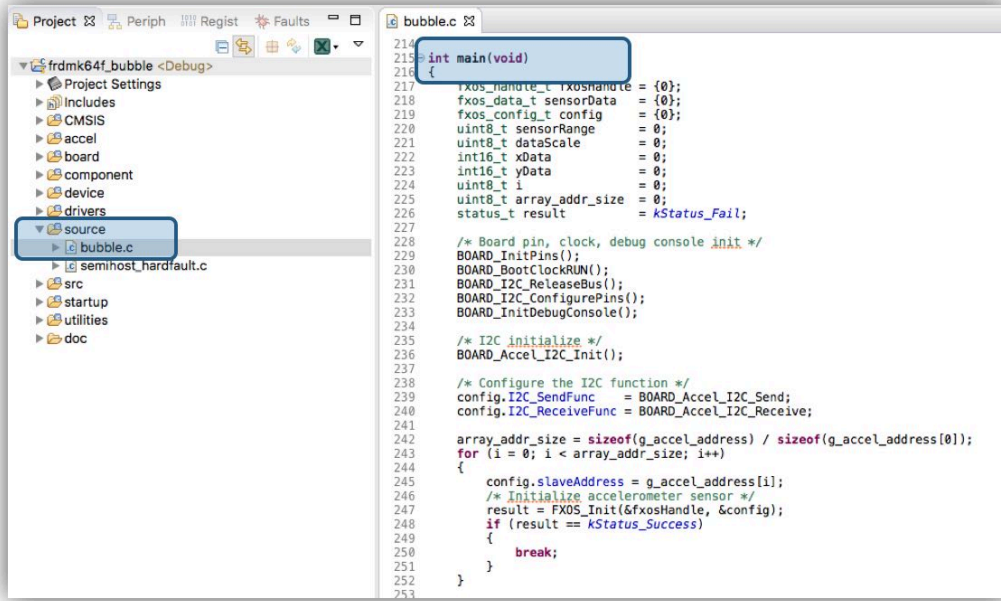 Project
Periph
Regist
Faults
frdmk64f_bubble <Debug>
Project Settings
Includes
CMSIS
accel
board
component
device
drivers
source
bubble.c
semihost_hardfault.c
src
startup
utilities
doc
bubble.c
214
215 int main(void)
216 {
217 fxos_handle_t fxosHandle = {0};
218 fxos_data_t sensorData = {0};
219 fxos_config_t config = {0};
220 uint8_t sensorRange = 0;
221 uint8_t dataScale = 0;
222 int16_t xData = 0;
223 int16_t yData = 0;
224 uint8_t i = 0;
225 uint8_t array_addr_size = 0;
226 status_t result = kStatus_Fail;
227
228 /* Board pin, clock, debug console init */
229 BOARD_InitPins();
230 BOARD_BootClockRUN();
231 BOARD_I2C_ReleaseBus();
232 BOARD_I2C_ConfigurePins();
233 BOARD_InitDebugConsole();
234
235 /* I2C initialize */
236 BOARD_Accel_I2C_Init();
237
238 /* Configure the I2C function */
239 config.I2C_SendFunc = BOARD_Accel_I2C_Send;
240 config.I2C_ReceiveFunc = BOARD_Accel_I2C_Receive;
241
242 array_addr_size = sizeof(g_accel_address) / sizeof(g_accel_address[0]);
243 for (i = 0; i < array_addr_size; i++)
244 {
245 config.slaveAddress = g_accel_address[i];
246 /* Initialize accelerometer sensor */
247 result = FXOS_Init(&fxosHandle, &config);
248 if (result == kStatus_Success)
249 {
250 break;
251 }
252 }
253